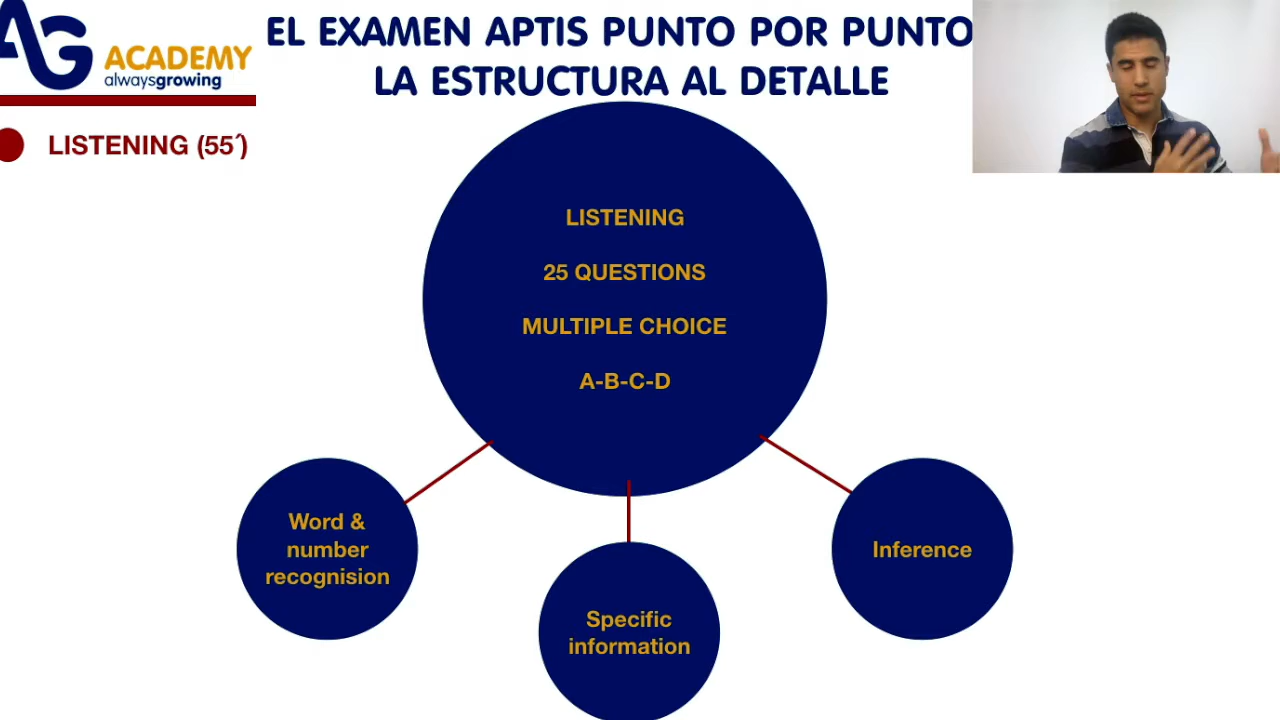 AG
ACADEMY
alwaysgrowing
EL EXAMEN APTIS PUNTO POR PUNTO
LA ESTRUCTURA AL DETALLE
LISTENING (55´)
LISTENING
25 QUESTIONS
MULTIPLE CHOICE
A-B-C-D
Word &
number
recognision
Specific
information
Inference